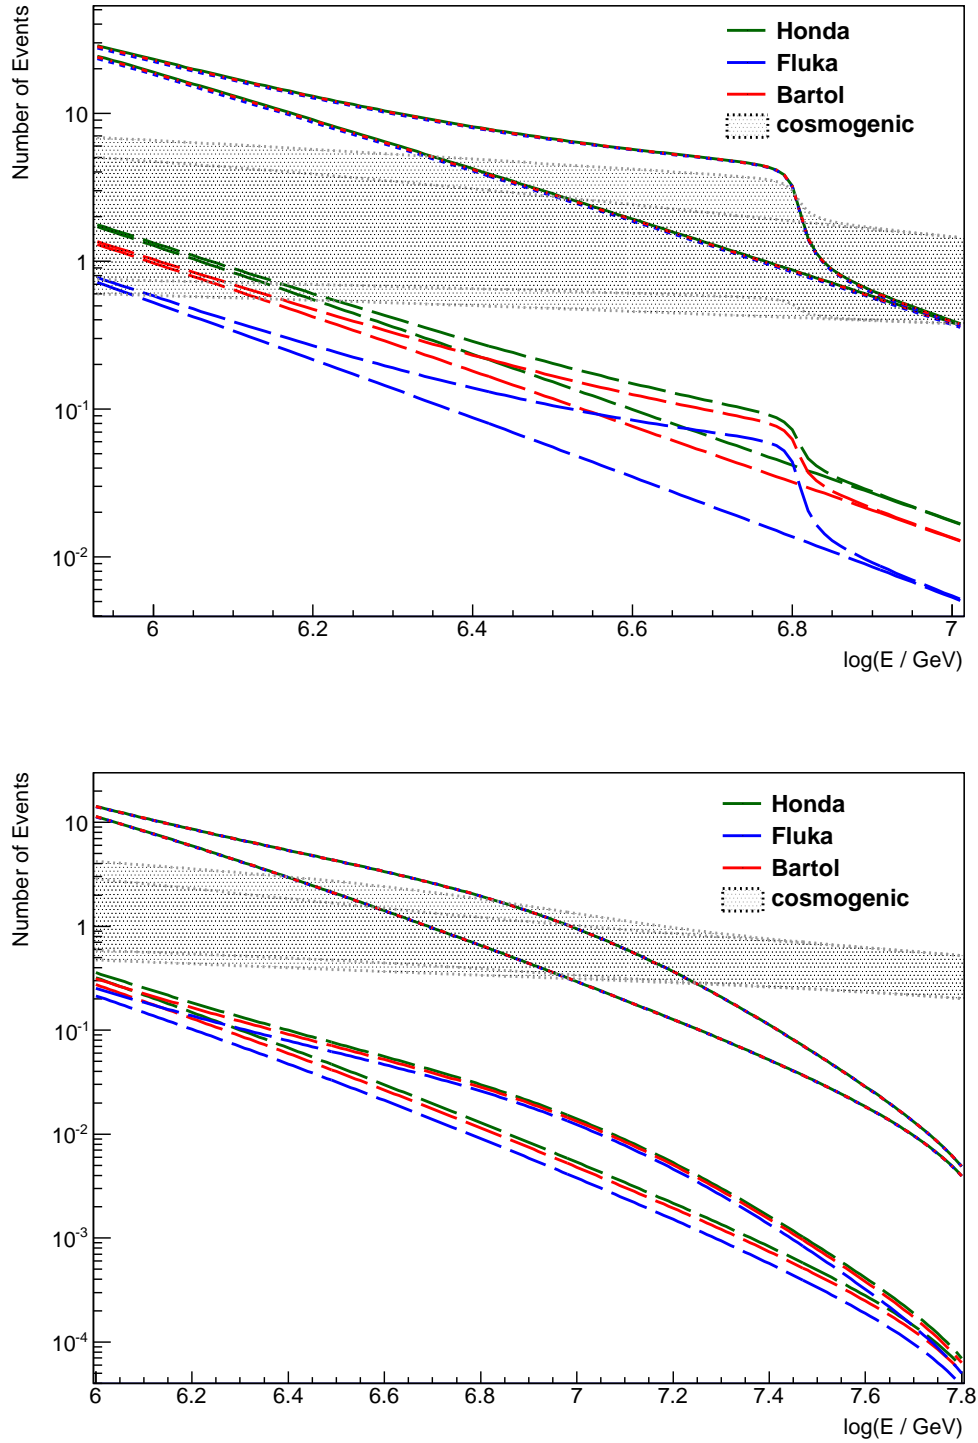 Number of Events
Honda
Fluka
Bartol
cosmogenic
10
1
10-1
10-2
6 6.2 6.4 6.6 6.8 7
log(E / GeV)
Number of Events
Honda
Fluka
Bartol
cosmogenic
10
1
10-1
10-2
10-3
10-4
6 6.2 6.4 6.6 6.8 7 7.2 7.4 7.6 7.8
log(E / GeV)